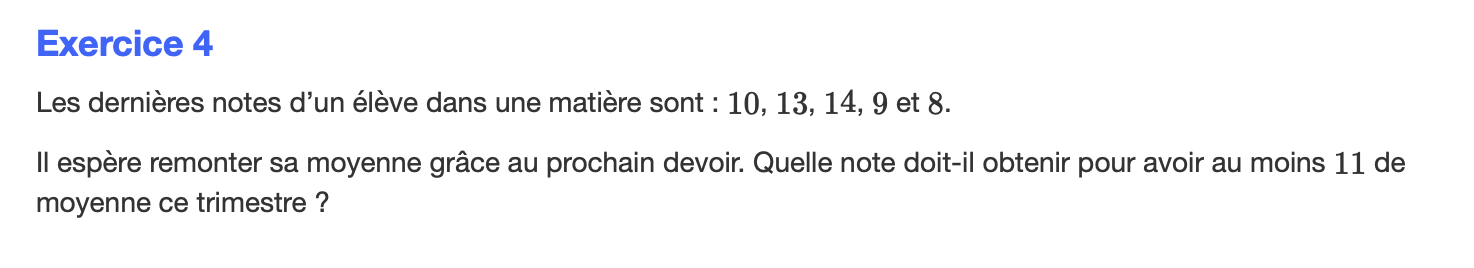 Exercice 4
Les dernières notes d’un élève dans une matière sont : 10, 13, 14, 9 et 8.
Il espère remonter sa moyenne grâce au prochain devoir. Quelle note doit-il obtenir pour avoir au moins 11 de
moyenne ce trimestre ?